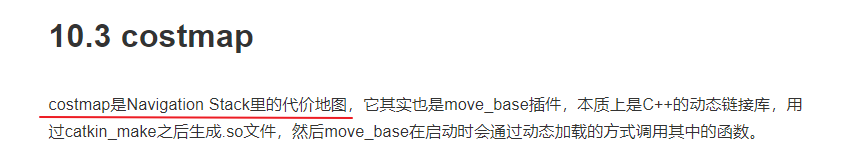 10.3 costmap
costmap是Navigation Stack里的代价地图，它其实也是move_base插件，本质上是C++的动态链接库，用
过catkin_make之后生成.so文件，然后move_base在启动时会通过动态加载的方式调用其中的函数。